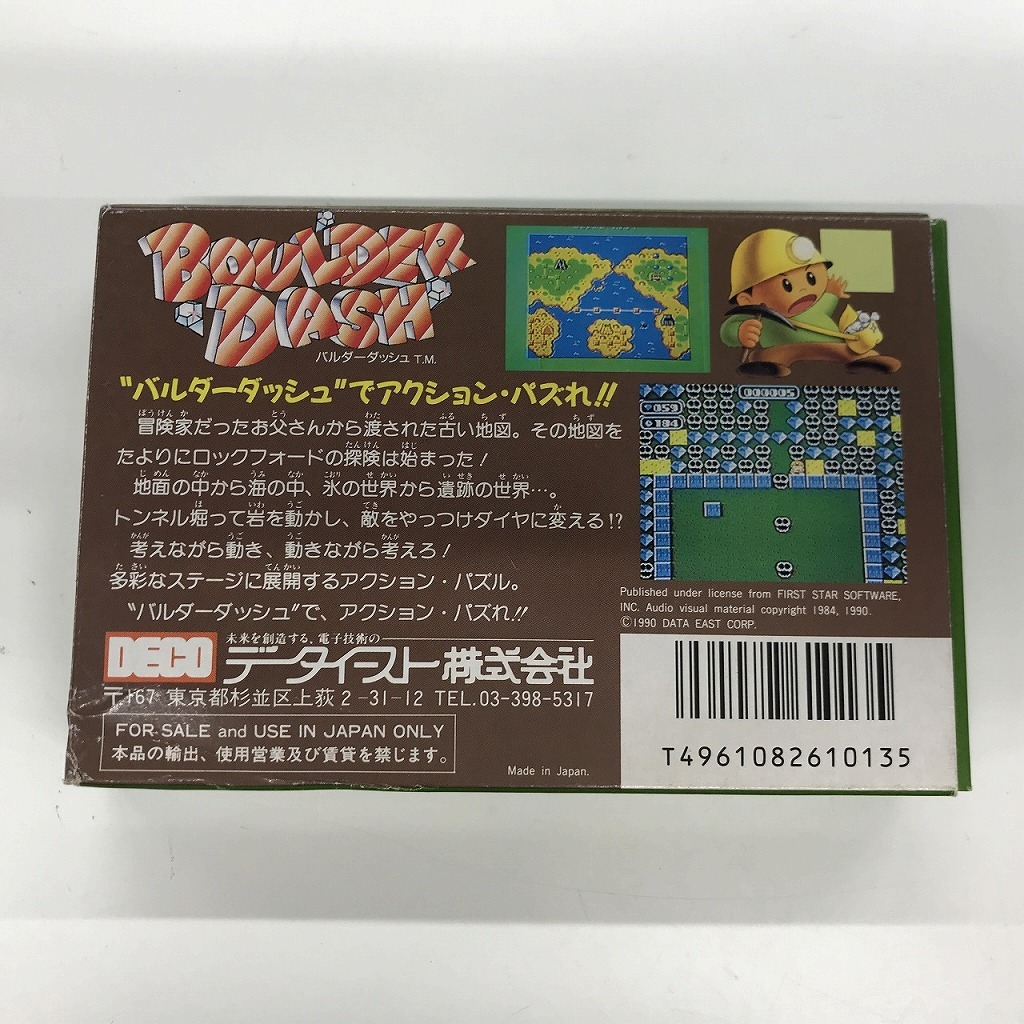 BOULDER
DASH
バルダーダッシュ T.M.
"バルダーダッシュ"でアクション・パズれ!!
冒険家だったお父さんから渡された古い地図。その地図を
たよりにロックフォードの探険は始まった!
地面の中から海の中、氷の世界から遺跡の世界…。
トンネル掘って岩を動かし、敵をやっつけダイヤに変える!?
考えながら動き、動きながら考えろ!
多彩なステージに展開するアクション・パズル。
"バルダーダッシュ"で、アクション・パズれ!!
000005
059
184
Published under license from FIRST STAR SOFTWARE,
INC. Audio visual material copyright 1984, 1990.
©1990 DATA EAST CORP.
DECO
未来を創造する、電子技術の
データイースト株式会社
〒167 東京都杉並区上荻2-31-12 TEL.03-398-5317
FOR SALE and USE IN JAPAN ONLY
本品の輸出、使用営業及び賃貸を禁じます。
Made in Japan.
T4961082610135